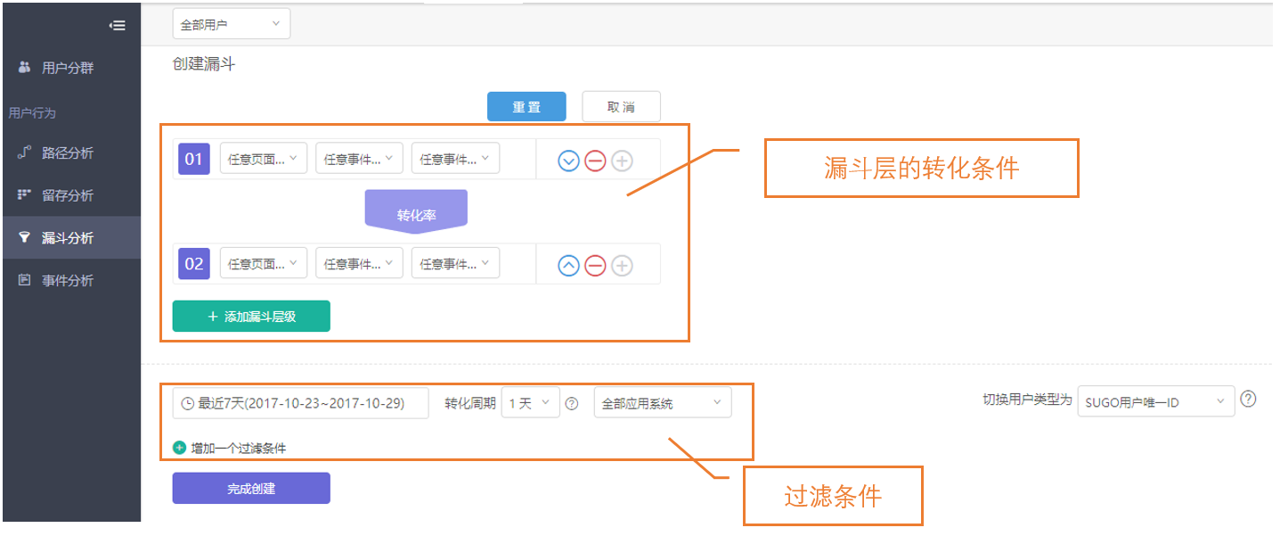 全部用户
用户分群
创建漏斗
用户行为
重置
取消
路径分析
01
任意页面...
任意事件...
任意事件...
漏斗层的转化条件
留存分析
转化率
漏斗分析
02
任意页面...
任意事件...
任意事件...
事件分析
+ 添加漏斗层级
最近7天(2017-10-23~2017-10-29)
转化周期
1 天
全部应用系统
切换用户类型为
SUGO用户唯一ID
增加一个过滤条件
完成创建
过滤条件